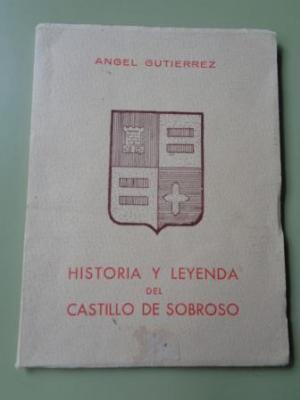 ANGEL GUTIERREZ
HISTORIA Y LEYENDA
DEL
CASTILLO DE SOBROSO